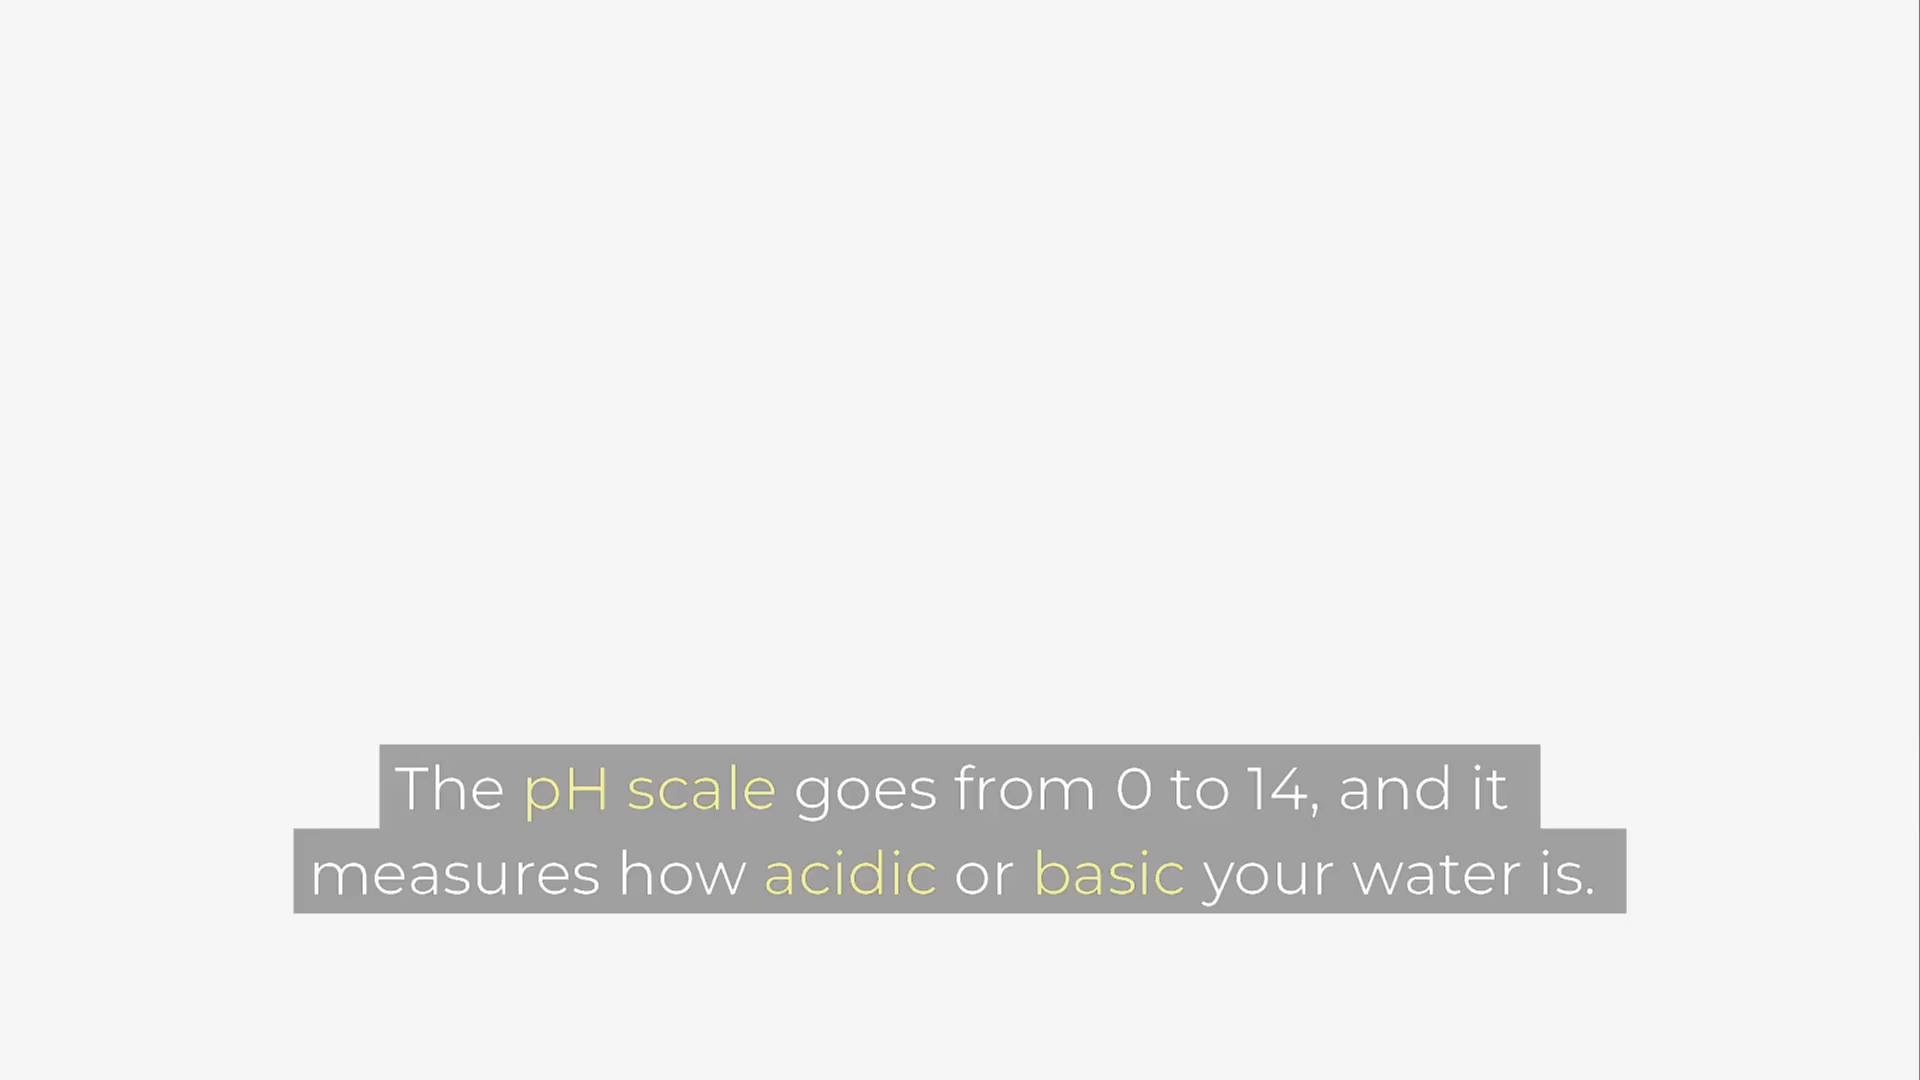 The pH scale goes from 0 to 14, and it
measures how acidic or basic your water is.